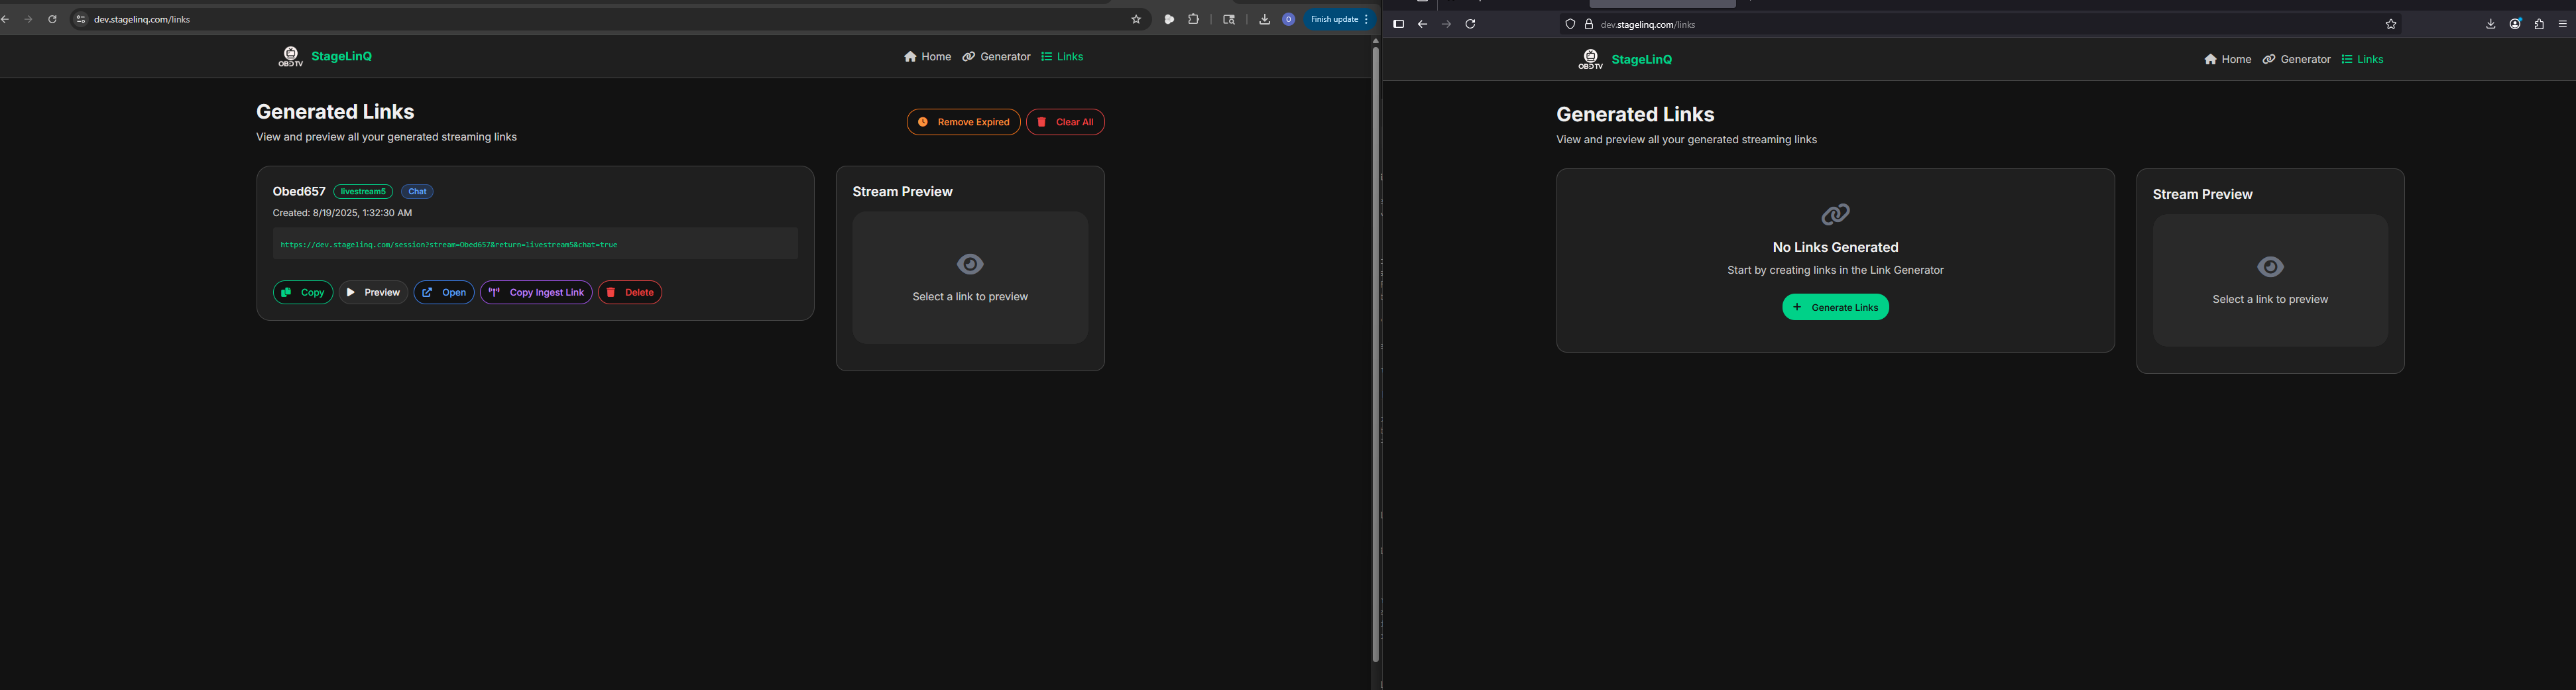 dev.stagelinq.com/links
Finish update
OBDTV
StageLinQ
Home
Generator
Links
Generated Links
View and preview all your generated streaming links
Remove Expired
Clear All
Obed657
livestream5
Chat
Created: 8/19/2025, 1:32:30 AM
https://dev.stagelinq.com/session?stream=Obed657&return=livestream5&chat=true
Copy
Preview
Open
Copy Ingest Link
Delete
Stream Preview
Select a link to preview
dev.stagelinq.com/links
OBDTV
StageLinQ
Home
Generator
Links
Generated Links
View and preview all your generated streaming links
No Links Generated
Start by creating links in the Link Generator
Generate Links
Stream Preview
Select a link to preview